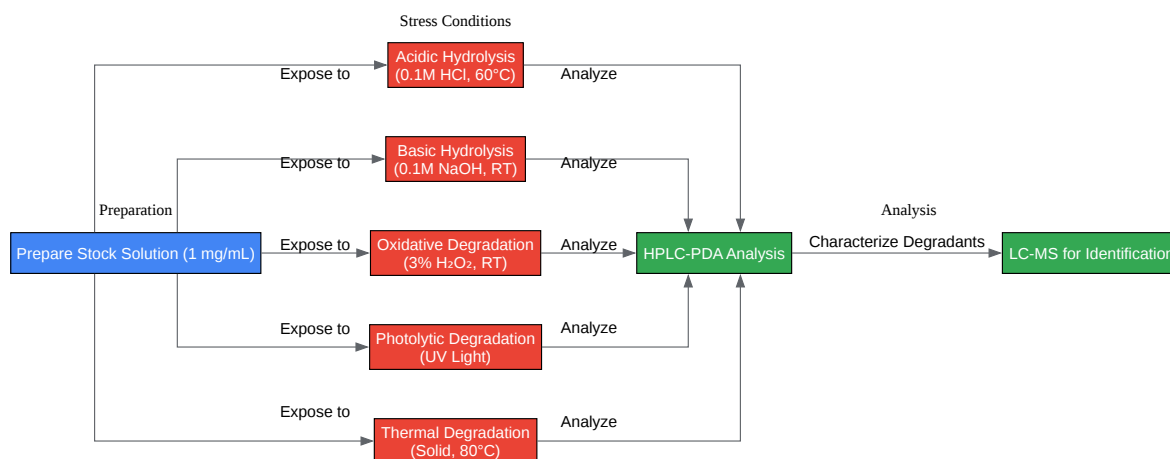 Stress Conditions
Acidic Hydrolysis
(0.1M HCl, 60°C)
Expose to
Analyze
Basic Hydrolysis
(0.1M NaOH, RT)
Expose to
Analyze
Preparation
Prepare Stock Solution (1 mg/mL)
Expose to
Oxidative Degradation
(3% H₂O₂, RT)
Analyze
HPLC-PDA Analysis
Analysis
Characterize Degradants
LC-MS for Identification
Expose to
Photolytic Degradation
(UV Light)
Analyze
Expose to
Thermal Degradation
(Solid, 80°C)
Analyze